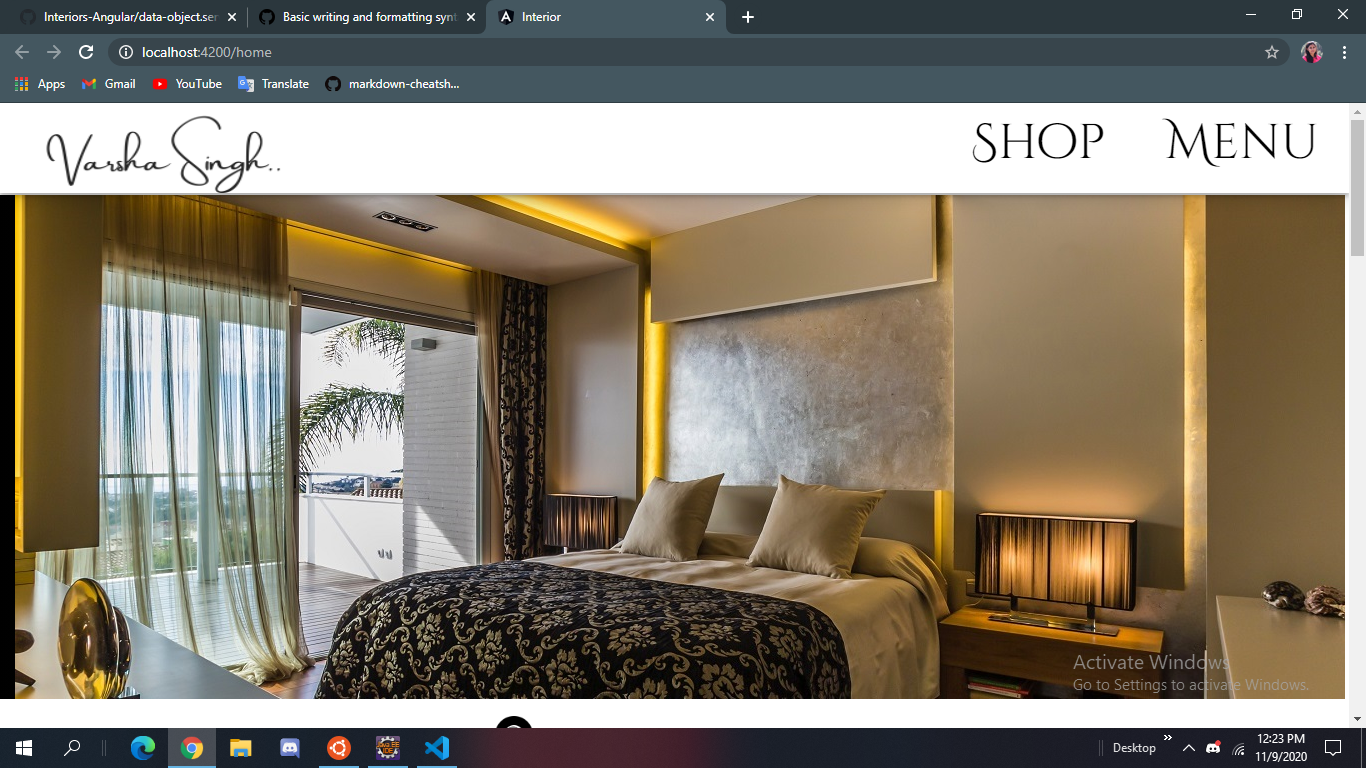 Interiors-Angular/data-object.ser
Basic writing and formatting synt
Interior
localhost:4200/home
Apps
Gmail
YouTube
Translate
markdown-cheatsh...
Varsha Singh..
SHOP
MENU
Activate Windows
Go to Settings to activate Windows.
Desktop
12:23 PM
11/9/2020